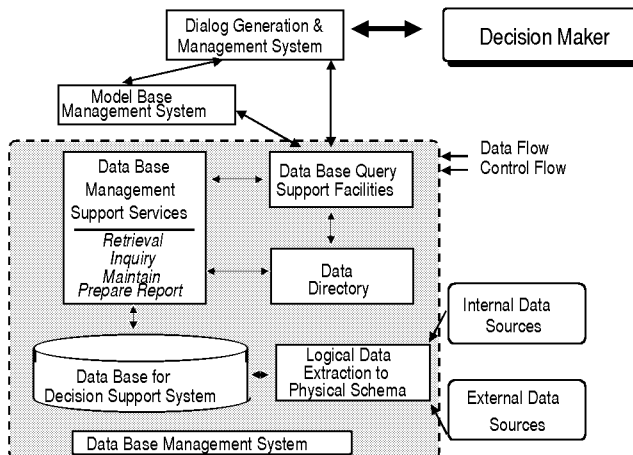 Dialog Generation &
Management System
Decision Maker
Model Base
Management System
Data Base
Management
Support Services
Retrieval
Inquiry
Maintain
Prepare Report
Data Base Query
Support Facilities
Data Flow
Control Flow
Data
Directory
Internal Data
Sources
Data Base for
Decision Support System
Logical Data
Extraction to
Physical Schema
External Data
Sources
Data Base Management System